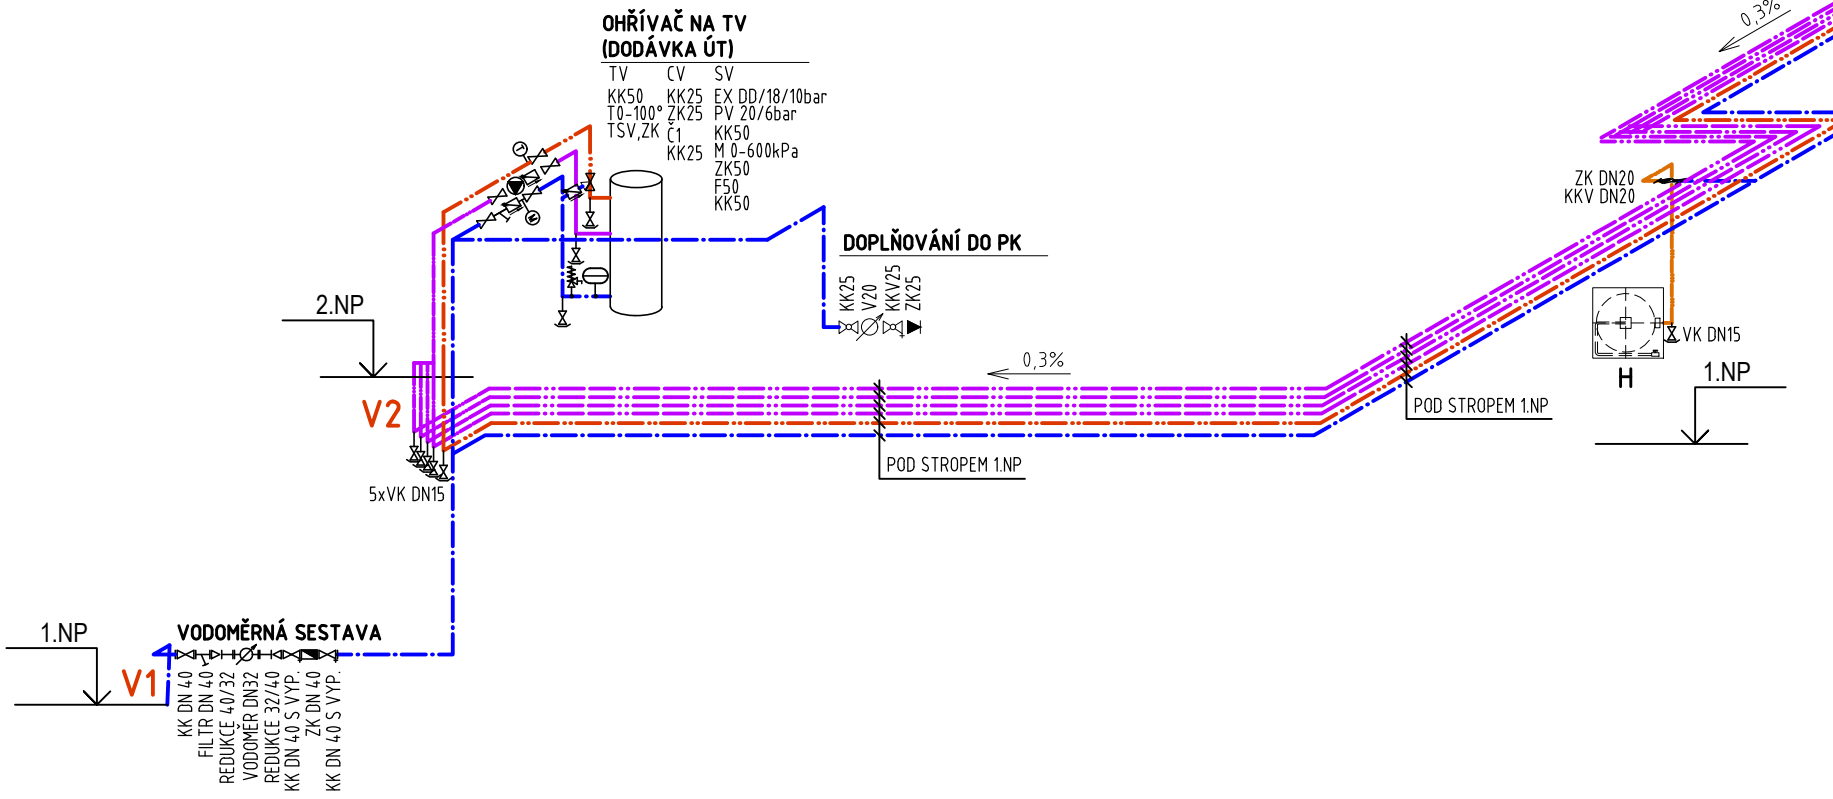 OHŘÍVAČ NA TV
(DODÁVKA ÚT)
TV CV SV
KK50 KK25 EX DD/18/10bar
T0-100° ZK25 PV 20/6bar
TSV,ZK Č1 KK50
KK25 M 0-600kPa
ZK50
F50
KK50
T
M
0,3%
ZK DN20
KKV DN20
DOPLŇOVÁNÍ DO PK
KK25
V20
KKV25
ZK25
2.NP
VK DN15
H
1.NP
0,3%
V2
POD STROPEM 1.NP
POD STROPEM 1.NP
5xVK DN15
1.NP
VODOMĚRNÁ SESTAVA
V1
KK DN 40
FILTR DN 40
REDUKCE 40/32
VODOMĚR DN32
REDUKCE 32/40
KK DN 40 S VYP.
ZK DN 40
KK DN 40 S VYP.